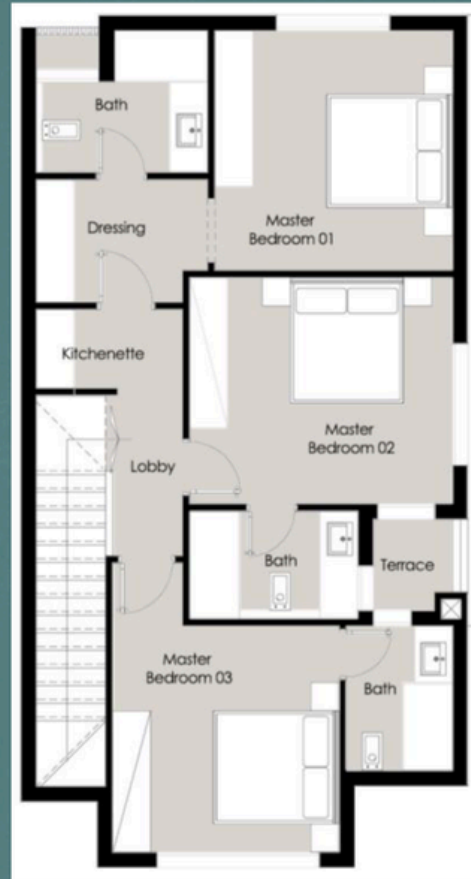 Bath
Dressing
Master
Bedroom 01
Kitchenette
Master
Bedroom 02
Lobby
Bath
Terrace
Master
Bedroom 03
Bath